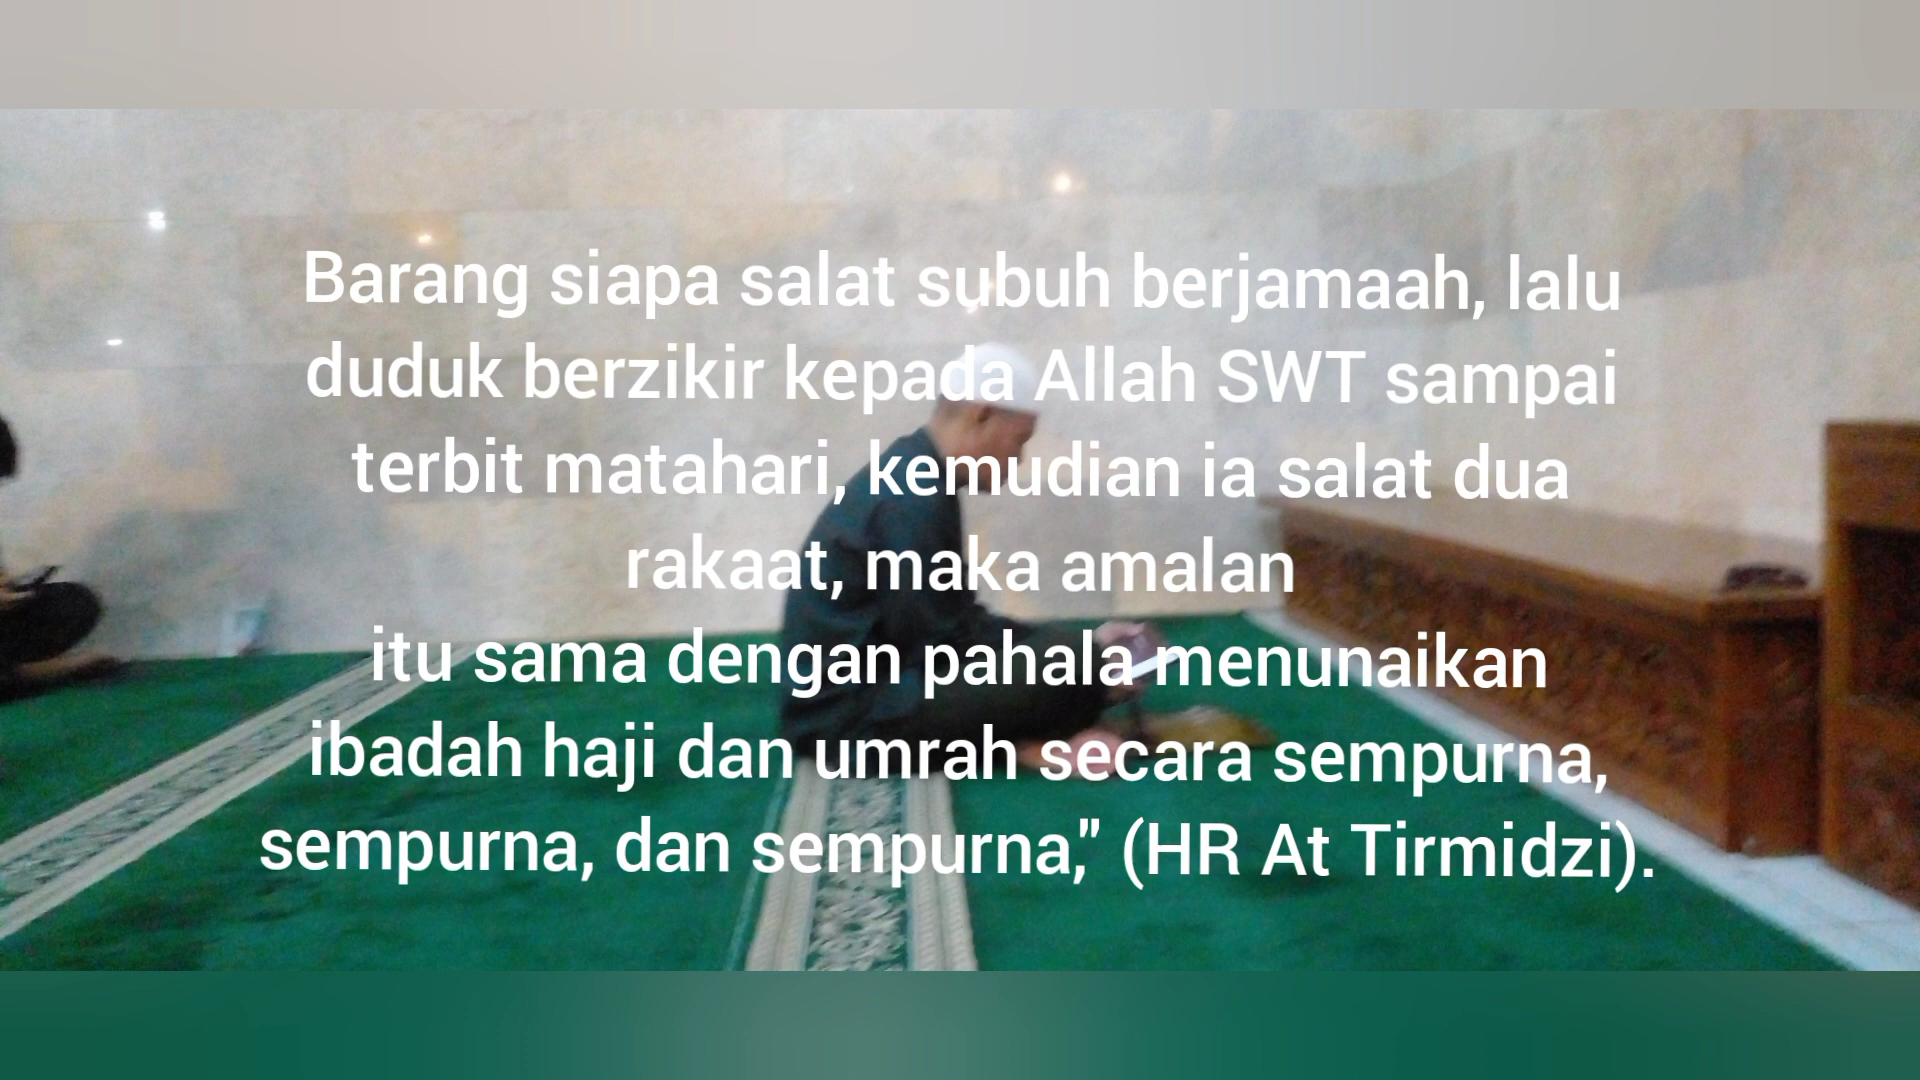 Barang siapa salat subuh berjamaah, lalu
duduk berzikir kepada Allah SWT sampai
terbit matahari, kemudian ia salat dua
rakaat, maka amalan
itu sama dengan pahala menunaikan
ibadah haji dan umrah secara sempurna,
sempurna, dan sempurna," (HR At Tirmidzi).